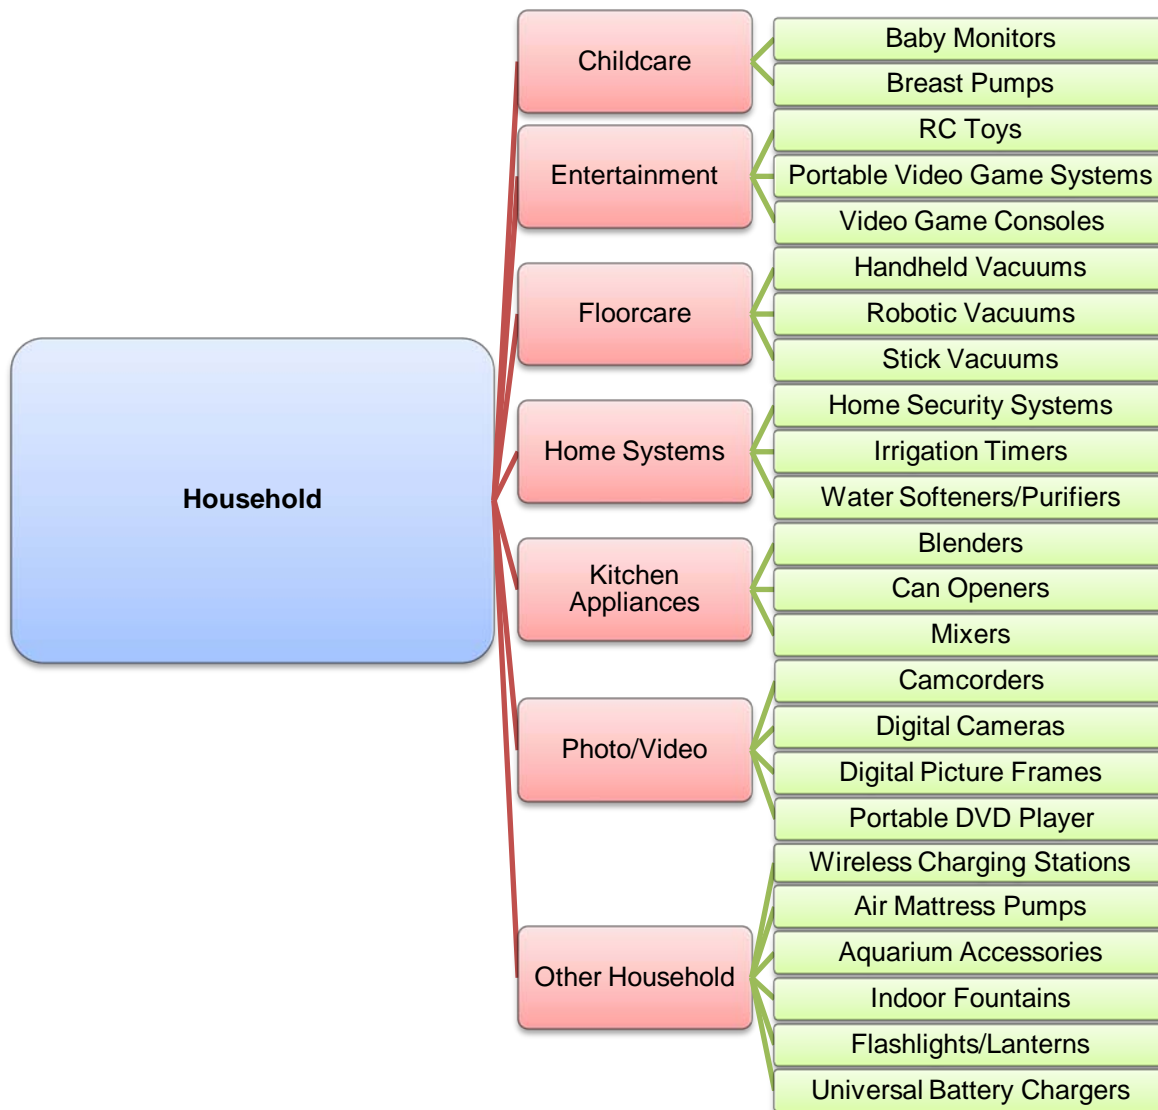 Household
Childcare
Baby Monitors
Breast Pumps
Entertainment
RC Toys
Portable Video Game Systems
Video Game Consoles
Floorcare
Handheld Vacuums
Robotic Vacuums
Stick Vacuums
Home Systems
Home Security Systems
Irrigation Timers
Water Softeners/Purifiers
Kitchen
Appliances
Blenders
Can Openers
Mixers
Photo/Video
Camcorders
Digital Cameras
Digital Picture Frames
Portable DVD Player
Other Household
Wireless Charging Stations
Air Mattress Pumps
Aquarium Accessories
Indoor Fountains
Flashlights/Lanterns
Universal Battery Chargers